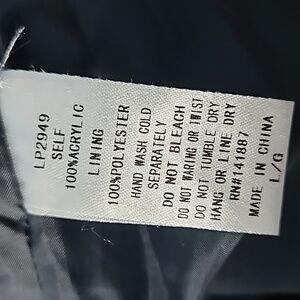 LP2949
SELF
100%ACRYLIC
LINING
100%POLYESTER
HAND WASH COLD
SEPARATELY
DO NOT BLEACH
DO NOT WARING OR TWIST
DO NOT TUMBLE DRY
HANG OR LINE DRY
RN#141887
MADE IN CHINA
L/G